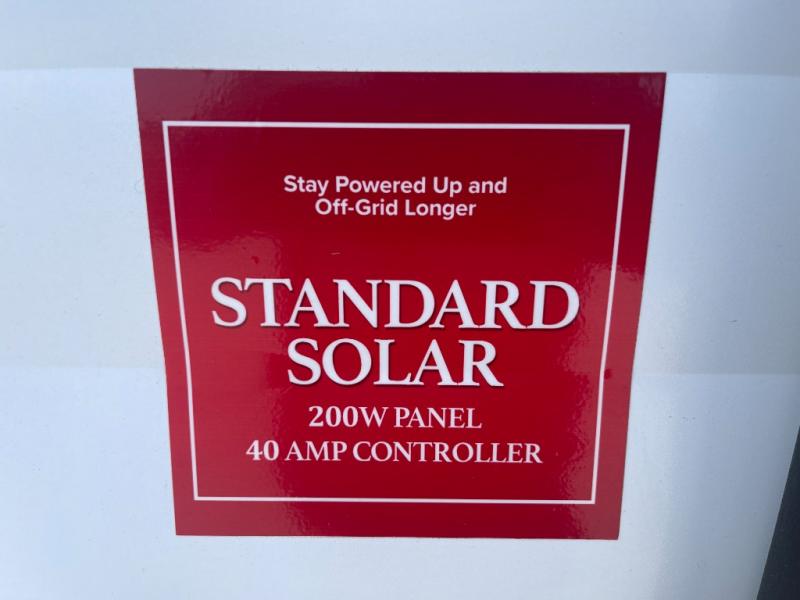 Stay Powered Up and
Off-Grid Longer
STANDARD
SOLAR
200W PANEL
40 AMP CONTROLLER